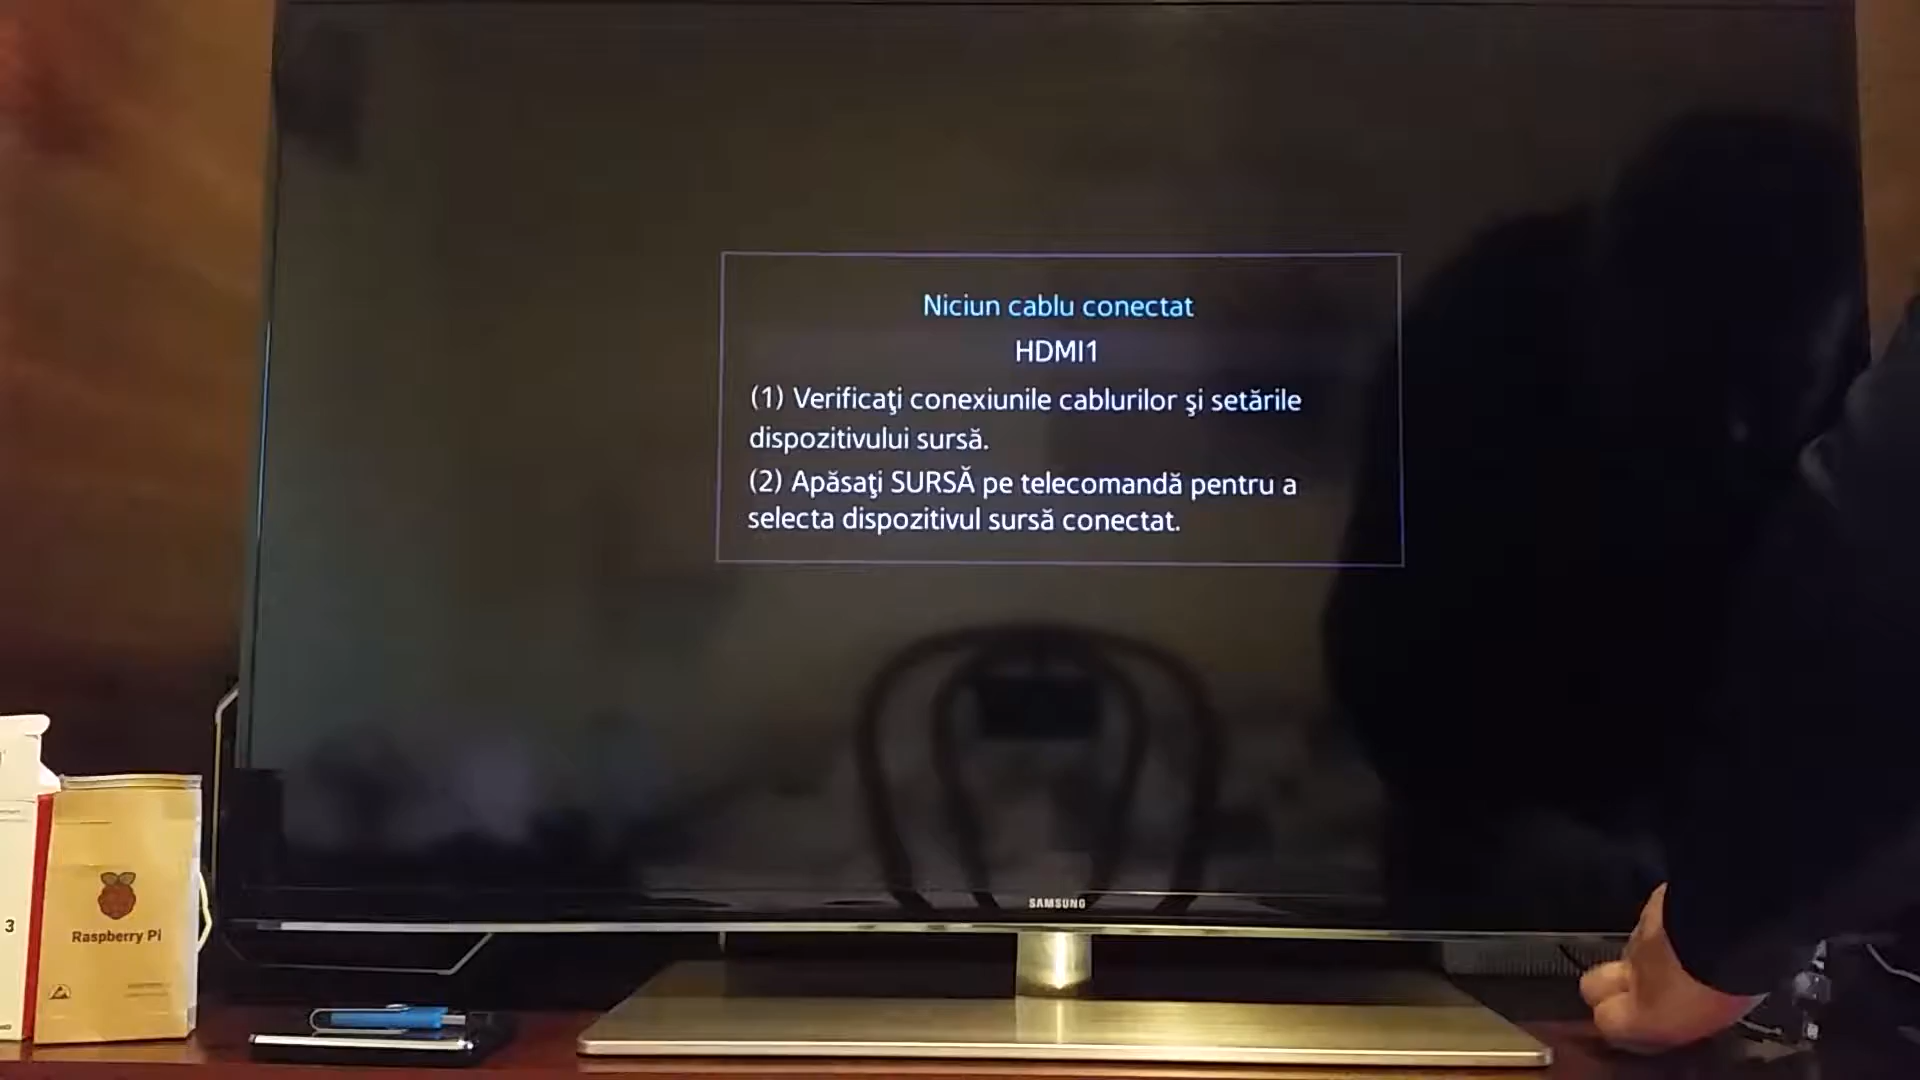 Niciun cablu conectat
HDMI1
(1) Verificaţi conexiunile cablurilor şi setările
dispozitivului sursă.
(2) Apăsaţi SURSĂ pe telecomandă pentru a
selecta dispozitivul sursă conectat.
SAMSUNG
3
Raspberry Pi